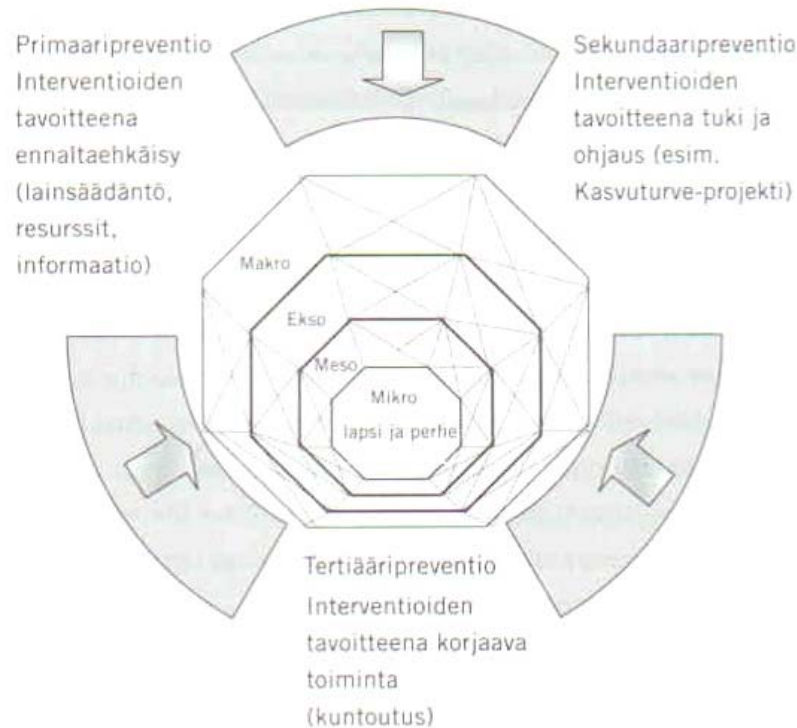 Primaaripreventio
Interventioiden
tavoitteena
ennaltaehkäisy
(lainsäädäntö,
resurssit,
informaatio)
Sekundaaripreventio
Interventioiden
tavoitteena tuki ja
ohjaus (esim.
Kasvuturve-projekti)
Makro
Ekso
Meso
Mikro
lapsi ja perhe
Tertiääripreventio
Interventioiden
tavoitteena korjaava
toiminta
(kuntoutus)